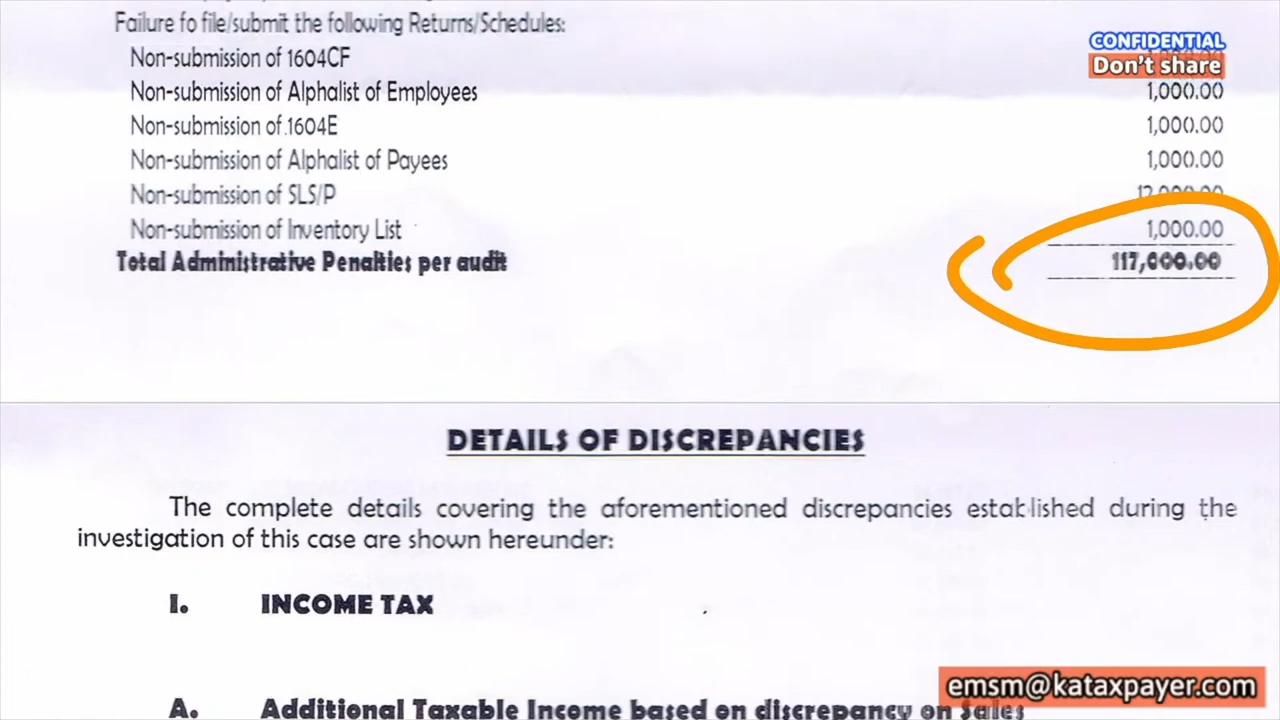 Failure fo file/submit the following Returns/Schedules:
CONFIDENTIAL
Non-submission of 1604CF
Don't share
Non-submission of Alphalist of Employees 1,000.00
Non-submission of 1604E 1,000.00
Non-submission of Alphalist of Payees 1,000.00
Non-submission of SLS/P 12,000.00
Non-submission of Inventory List 1,000.00
Total Administrative Penalties per audit 117,000.00
DETAILS OF DISCREPANCIES
The complete details covering the aforementioned discrepancies established during the
investigation of this case are shown hereunder:
I. INCOME TAX
A. Additional Taxable Income based on discrepancy on Sales
emsm@kataxpayer.com